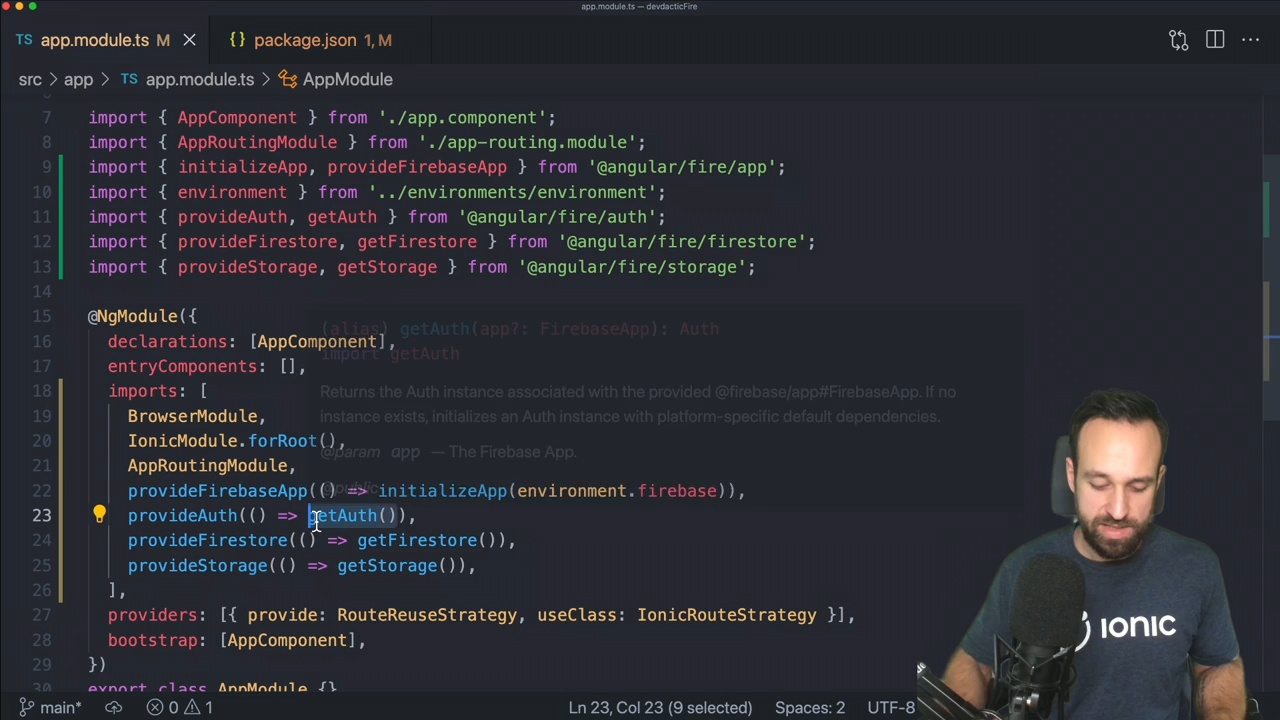 app.module.ts — devdacticFire
TS app.module.ts M
{} package.json 1, M
src > app > TS app.module.ts > AppModule
7 import { AppComponent } from './app.component';
8 import { AppRoutingModule } from './app-routing.module';
9 import { initializeApp, provideFirebaseApp } from '@angular/fire/app';
10 import { environment } from '../environments/environment';
11 import { provideAuth, getAuth } from '@angular/fire/auth';
12 import { provideFirestore, getFirestore } from '@angular/fire/firestore';
13 import { provideStorage, getStorage } from '@angular/fire/storage';
14
15 @NgModule({
(alias) getAuth(app?: FirebaseApp): Auth
16 declarations: [AppComponent],
import getAuth
17 entryComponents: [],
18 imports: [
Returns the Auth instance associated with the provided @firebase/app#FirebaseApp. If no
19 BrowserModule,
instance exists, initializes an Auth instance with platform-specific default dependencies.
20 IonicModule.forRoot(),
@param app — The Firebase App.
21 AppRoutingModule,
@public
22 provideFirebaseApp(() => initializeApp(environment.firebase)),
23 provideAuth(() => getAuth()),
24 provideFirestore(() => getFirestore()),
25 provideStorage(() => getStorage()),
26 ],
27 providers: [{ provide: RouteReuseStrategy, useClass: IonicRouteStrategy }],
28 bootstrap: [AppComponent],
29 })
30 export class AppModule {}
IONIC
main* 0 1 Ln 23, Col 23 (9 selected) Spaces: 2 UTF-8